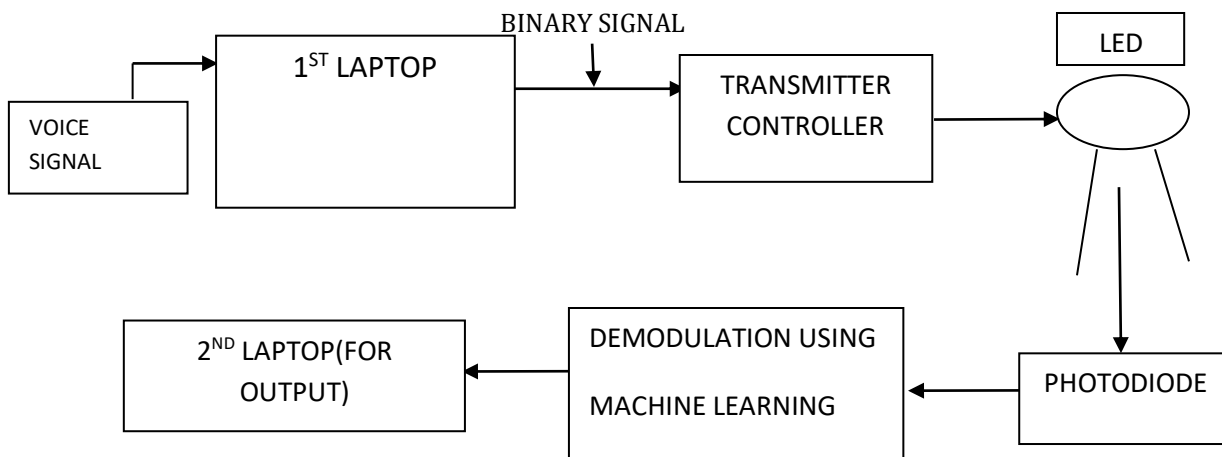 BINARY SIGNAL
LED
1ST LAPTOP
TRANSMITTER
CONTROLLER
VOICE
SIGNAL
2ND LAPTOP(FOR
OUTPUT)
DEMODULATION USING
MACHINE LEARNING
PHOTODIODE